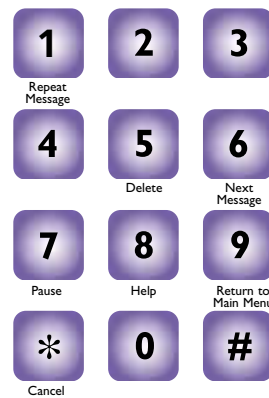 1 2 3
Repeat
Message
4 5 6
Delete Next
Message
7 8 9
Pause Help Return to
Main Menu
* 0 #
Cancel